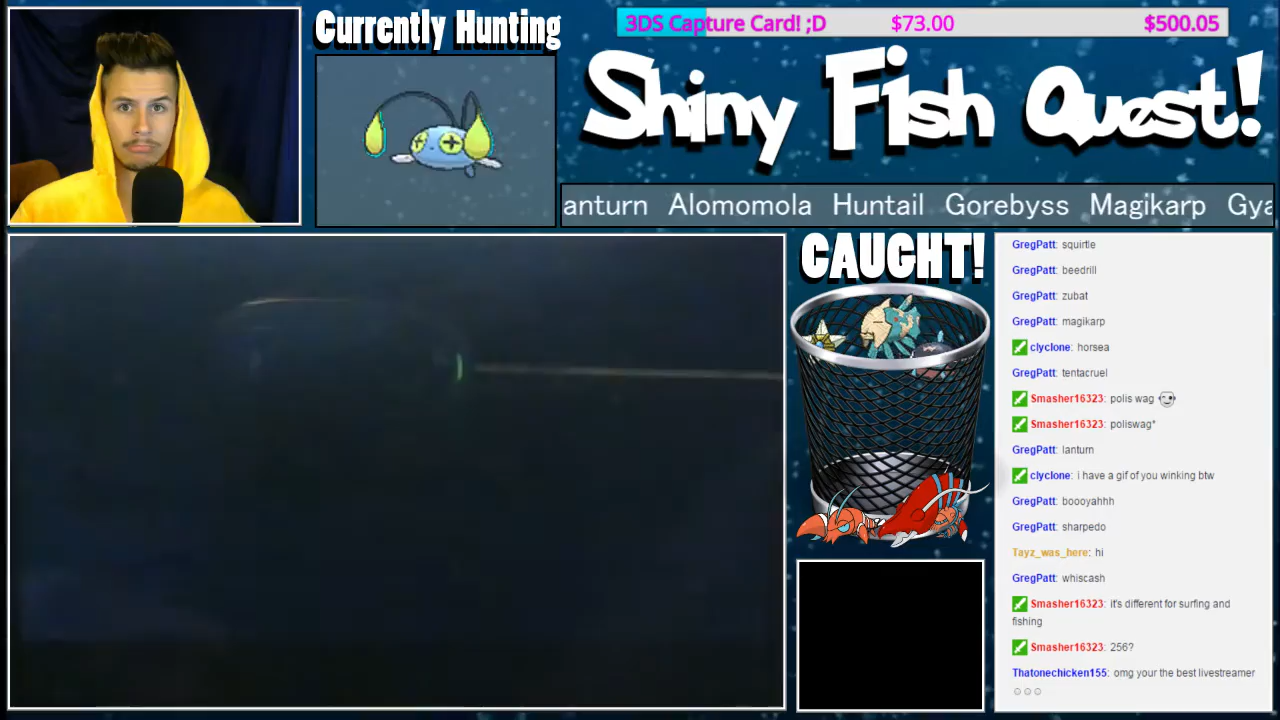 Currently Hunting
3DS Capture Card! ;D $73.00 $500.05
Shiny Fish Quest!
anturn Alomomola Huntail Gorebyss Magikarp Gya
CAUGHT!
GregPatt: squirtle
GregPatt: beedrill
GregPatt: zubat
GregPatt: magikarp
clyclone: horsea
GregPatt: tentacruel
Smasher16323: polis wag
Smasher16323: poliswag*
GregPatt: lanturn
clyclone: i have a gif of you winking btw
GregPatt: boooyahhh
GregPatt: sharpedo
Tayz_was_here: hi
GregPatt: whiscash
Smasher16323: it's different for surfing and
fishing
Smasher16323: 256?
Thatonechicken155: omg your the best livestreamer
☺☺☺